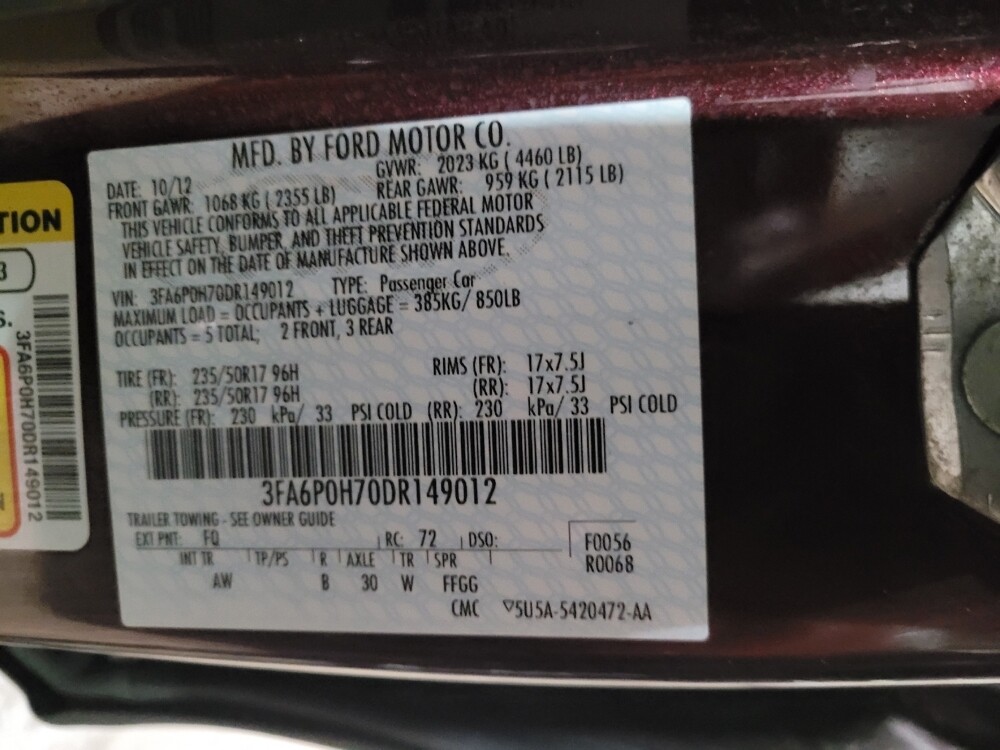 MFD. BY FORD MOTOR CO.
DATE: 10/12 GVWR: 2023 KG ( 4460 LB)
FRONT GAWR: 1068 KG ( 2355 LB) REAR GAWR: 959 KG ( 2115 LB)
THIS VEHICLE CONFORMS TO ALL APPLICABLE FEDERAL MOTOR
VEHICLE SAFETY, BUMPER, AND THEFT PREVENTION STANDARDS
IN EFFECT ON THE DATE OF MANUFACTURE SHOWN ABOVE.
VIN: 3FA6P0H70DR149012 TYPE: Passenger Car
MAXIMUM LOAD = OCCUPANTS + LUGGAGE = 385KG/ 850LB
OCCUPANTS = 5 TOTAL; 2 FRONT, 3 REAR
TIRE (FR): 235/50R17 96H RIMS (FR): 17x7.5J
(RR): 235/50R17 96H (RR): 17x7.5J
PRESSURE (FR): 230 kPa/ 33 PSI COLD (RR): 230 kPa/ 33 PSI COLD
3FA6P0H70DR149012
TRAILER TOWING - SEE OWNER GUIDE
EXT PNT: FQ RC: 72 DSO: F0056
INT TR TP/PS R AXLE TR SPR R0068
AW B 30 W FFGG
CMC 5U5A-5420472-AA
TION
3
S.
3FA6P0H70DR149012